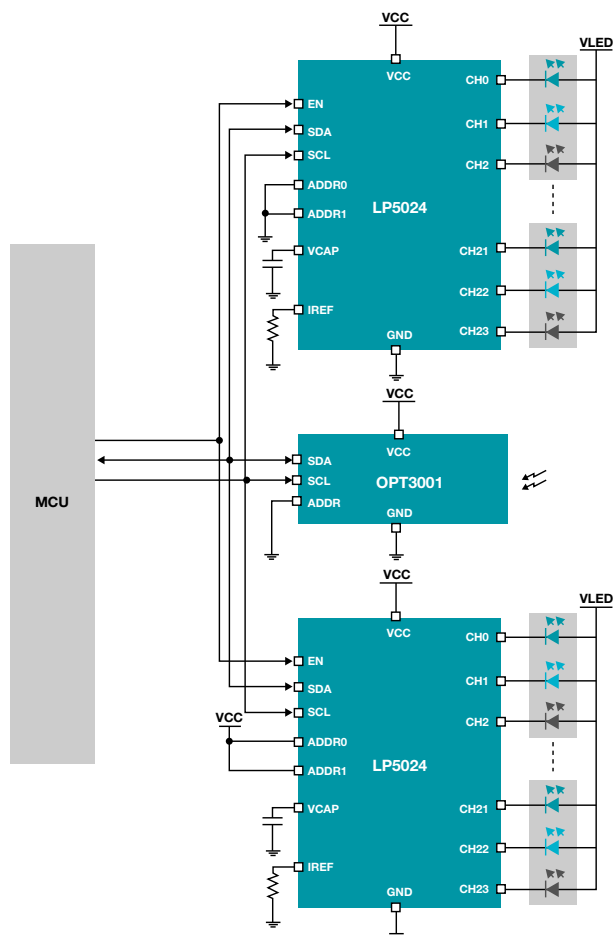 VCC
VLED
VCC
CH0
EN
CH1
SDA
SCL
CH2
ADDR0
LP5024
ADDR1
VCAP
CH21
CH22
IREF
CH23
GND
VCC
VCC
SDA
SCL
OPT3001
ADDR
GND
MCU
VCC
VLED
VCC
CH0
EN
CH1
SDA
SCL
CH2
VCC
ADDR0
LP5024
ADDR1
VCAP
CH21
CH22
IREF
CH23
GND